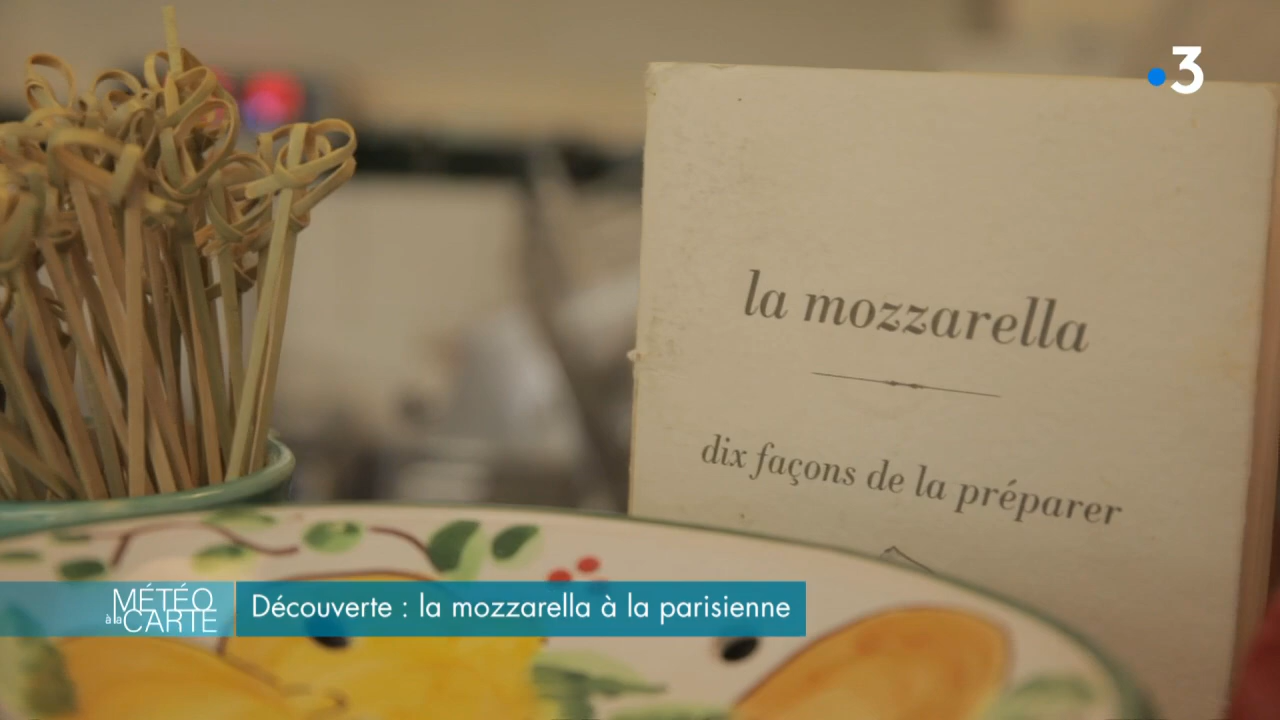 3
la mozzarella
dix façons de la préparer
MÉTÉO
à la CARTE
Découverte : la mozzarella à la parisienne